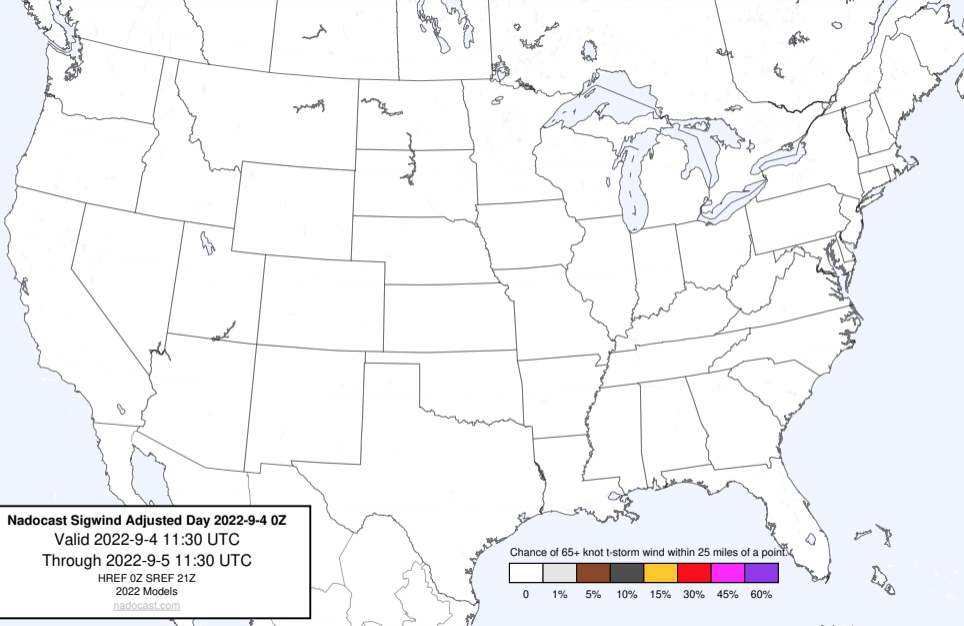 Nadocast Sigwind Adjusted Day 2022-9-4 0Z
Valid 2022-9-4 11:30 UTC
Through 2022-9-5 11:30 UTC
HREF 0Z SREF 21Z
2022 Models
nadocast.com
Chance of 65+ knot t-storm wind within 25 miles of a point.
0 1% 5% 10% 15% 30% 45% 60%